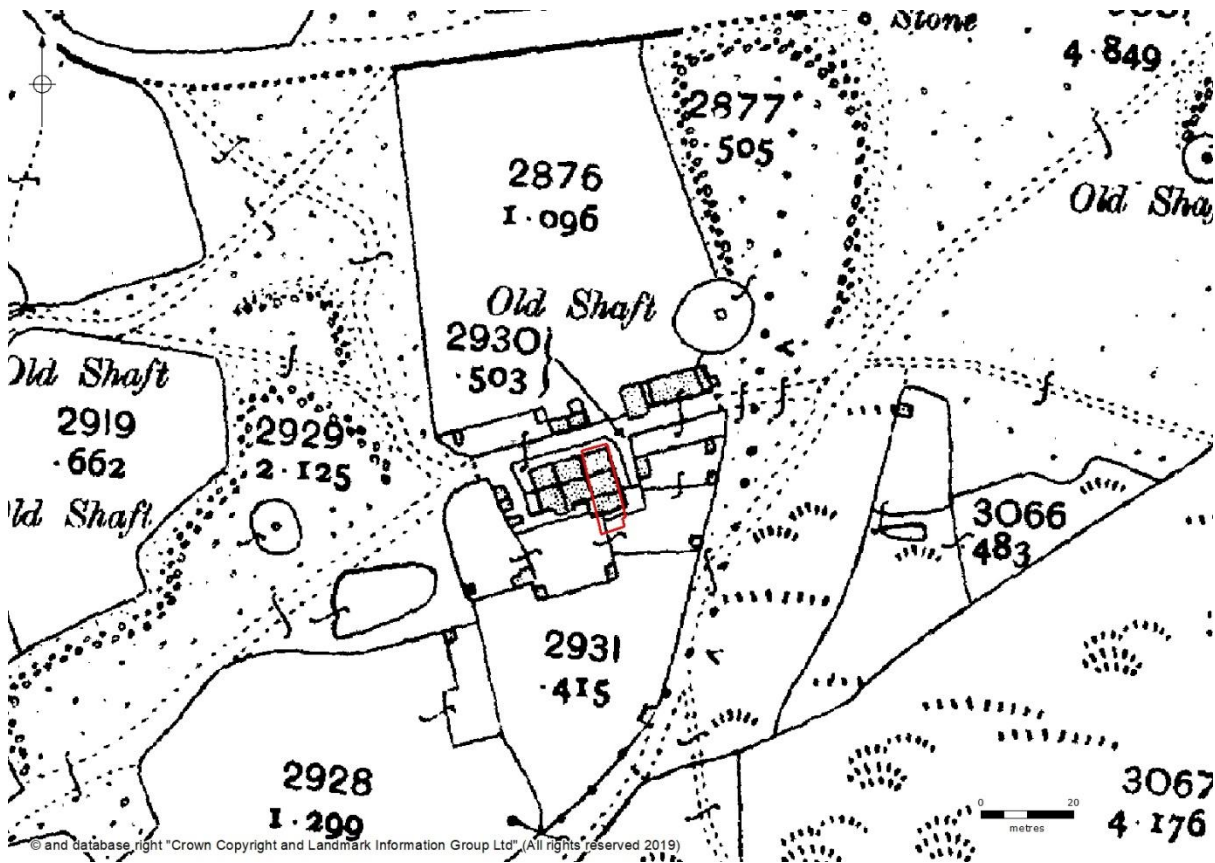 Stone
4·849
2877
·505
2876
1·096
Old Shaft
Old Shaft
2930
·503
Old Shaft
2919
·662
2929
2·125
Old Shaft
3066
·483
2931
·415
2928
1·299
3067
4·176
0 20
metres
© and database right "Crown Copyright and Landmark Information Group Ltd" (All rights reserved 2019)